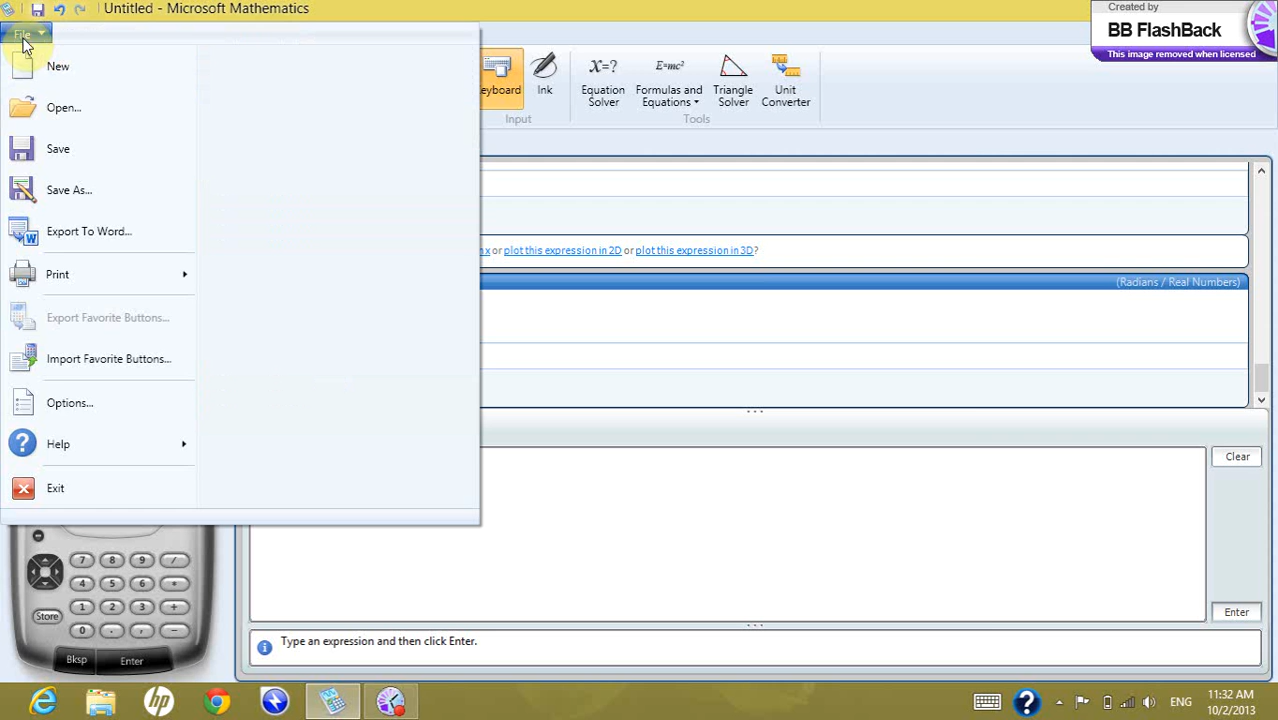 Untitled - Microsoft Mathematics
Created by
BB FlashBack
This image removed when licensed
File
New
Open...
Save
Save As...
Export To Word...
Print
Export Favorite Buttons...
Import Favorite Buttons...
Options...
Help
Exit
eyboard
Ink
Input
X=?
Equation
Solver
E=mc²
Formulas and
Equations
Triangle
Solver
Unit
Converter
Tools
x or plot this expression in 2D or plot this expression in 3D?
(Radians / Real Numbers)
Clear
Enter
Type an expression and then click Enter.
7 8 9 /
4 5 6 *
Store 1 2 3 +
0 . , −
Bksp Enter
hp
ENG
11:32 AM
10/2/2013